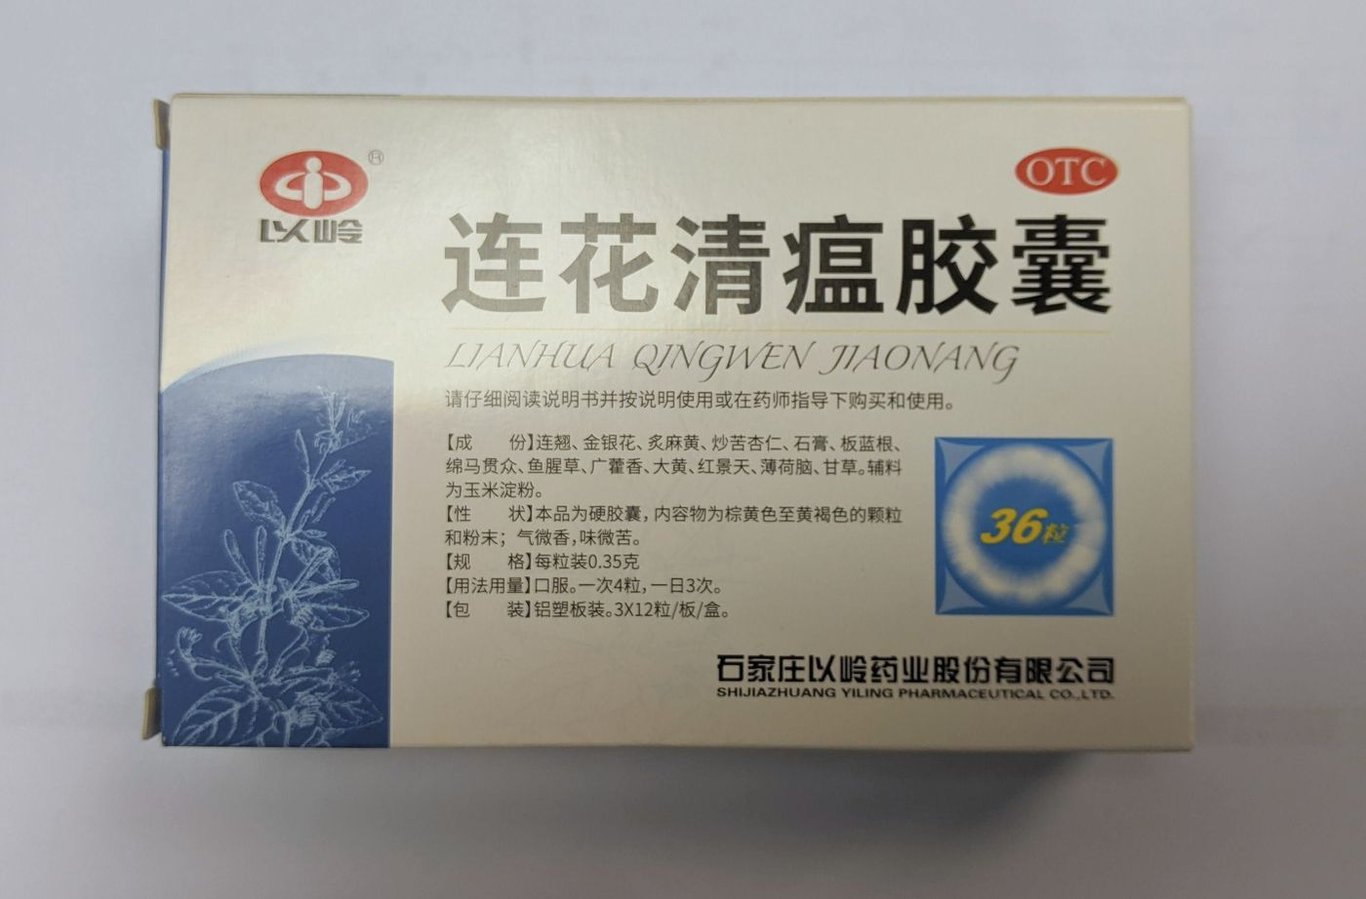 ®
以岭
OTC
连花清瘟胶囊
LIANHUA QINGWEN JIAONANG
请仔细阅读说明书并按说明使用或在药师指导下购买和使用。
【成　　份】连翘、金银花、炙麻黄、炒苦杏仁、石膏、板蓝根、
绵马贯众、鱼腥草、广藿香、大黄、红景天、薄荷脑、甘草。辅料
为玉米淀粉。
【性　　状】本品为硬胶囊，内容物为棕黄色至黄褐色的颗粒
和粉末；气微香，味微苦。
【规　　格】每粒装0.35克
【用法用量】口服。一次4粒，一日3次。
【包　　装】铝塑板装。3X12粒/板/盒。
36粒
石家庄以岭药业股份有限公司
SHIJIAZHUANG YILING PHARMACEUTICAL CO.,LTD.